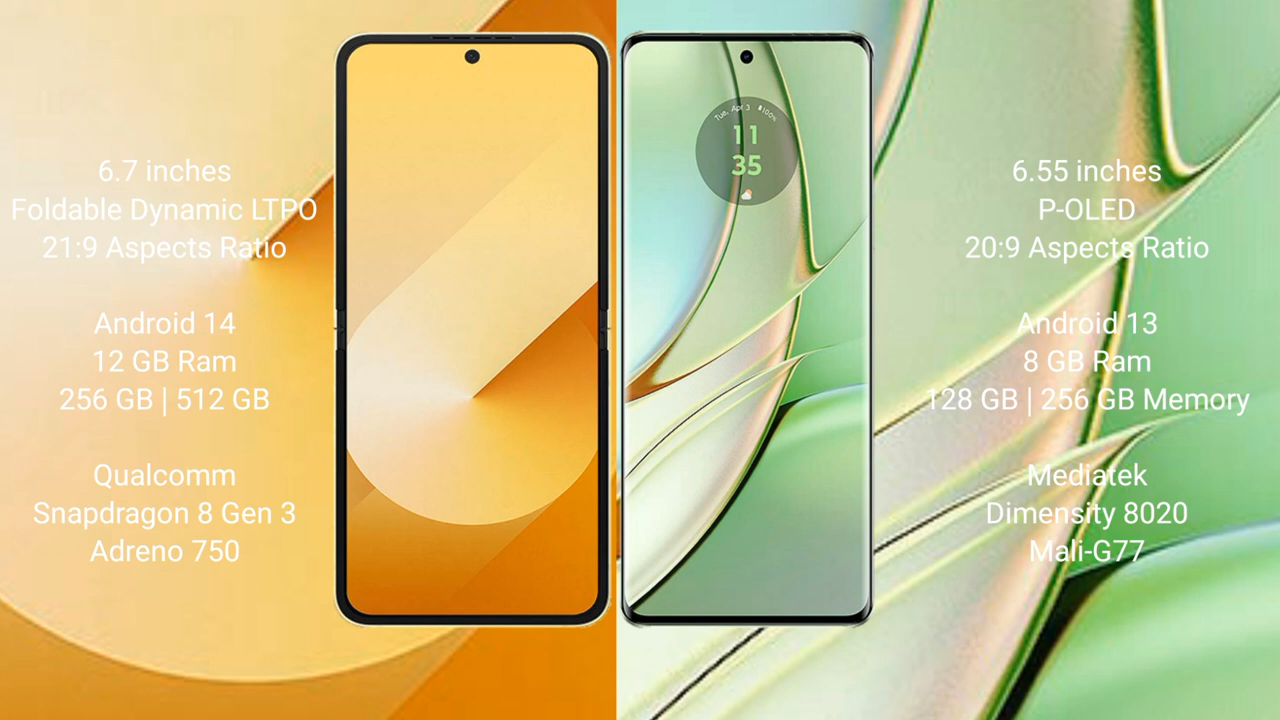 6.7 inches
Foldable Dynamic LTPO
21:9 Aspects Ratio
Android 14
12 GB Ram
256 GB | 512 GB
Qualcomm
Snapdragon 8 Gen 3
Adreno 750
Tue, Apr 3 100%
11
35
6.55 inches
P-OLED
20:9 Aspects Ratio
Android 13
8 GB Ram
128 GB | 256 GB Memory
Mediatek
Dimensity 8020
Mali-G77